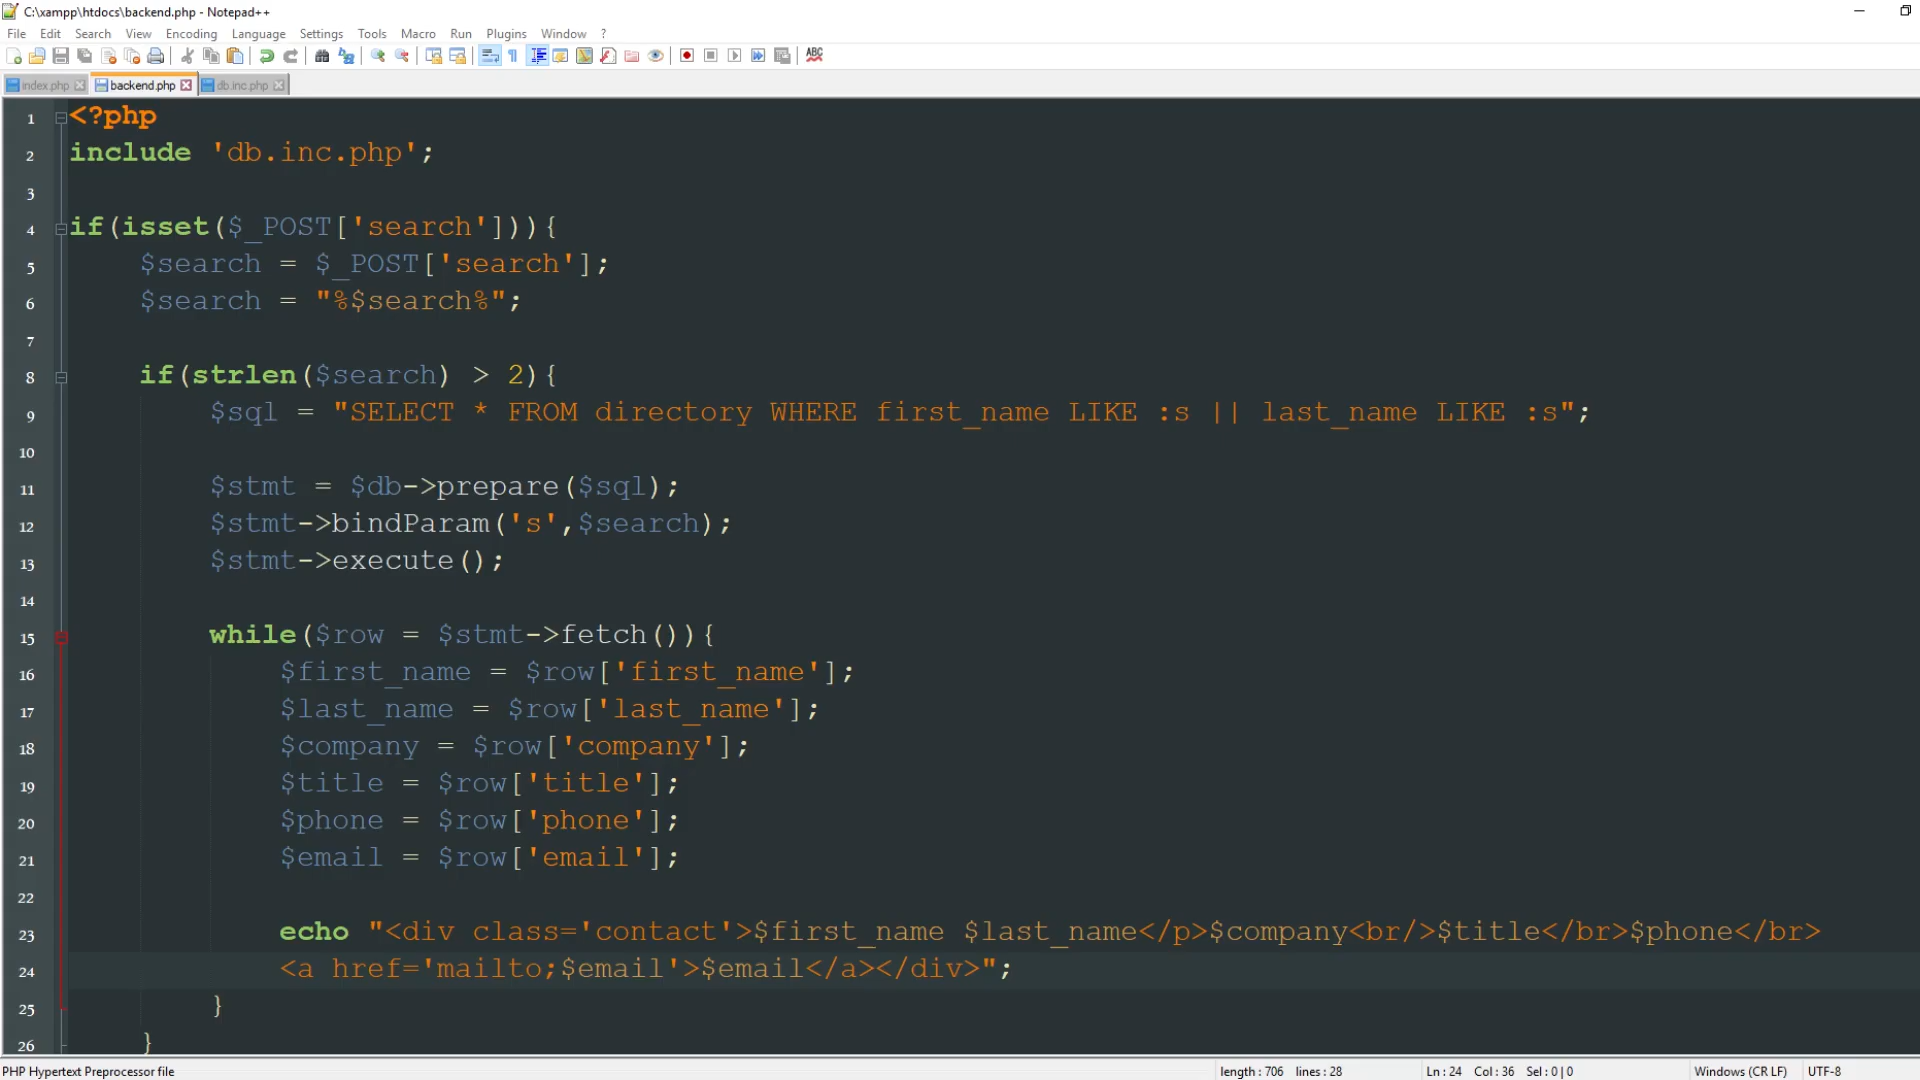 C:\xampp\htdocs\backend.php - Notepad++
File Edit Search View Encoding Language Settings Tools Macro Run Plugins Window ?
ABC
index.php backend.php db.inc.php
1 <?php
2 include 'db.inc.php';
3
4 if(isset($_POST['search'])){
5 $search = $_POST['search'];
6 $search = "%$search%";
7
8 if(strlen($search) > 2){
9 $sql = "SELECT * FROM directory WHERE first_name LIKE :s || last_name LIKE :s";
10
11 $stmt = $db->prepare($sql);
12 $stmt->bindParam('s',$search);
13 $stmt->execute();
14
15 while($row = $stmt->fetch()){
16 $first_name = $row['first_name'];
17 $last_name = $row['last_name'];
18 $company = $row['company'];
19 $title = $row['title'];
20 $phone = $row['phone'];
21 $email = $row['email'];
22
23 echo "<div class='contact'>$first_name $last_name</p>$company<br/>$title</br>$phone</br>
24 <a href='mailto;$email'>$email</a></div>";
25 }
26 }
PHP Hypertext Preprocessor file length : 706 lines : 28 Ln : 24 Col : 36 Sel : 0 | 0 Windows (CR LF) UTF-8